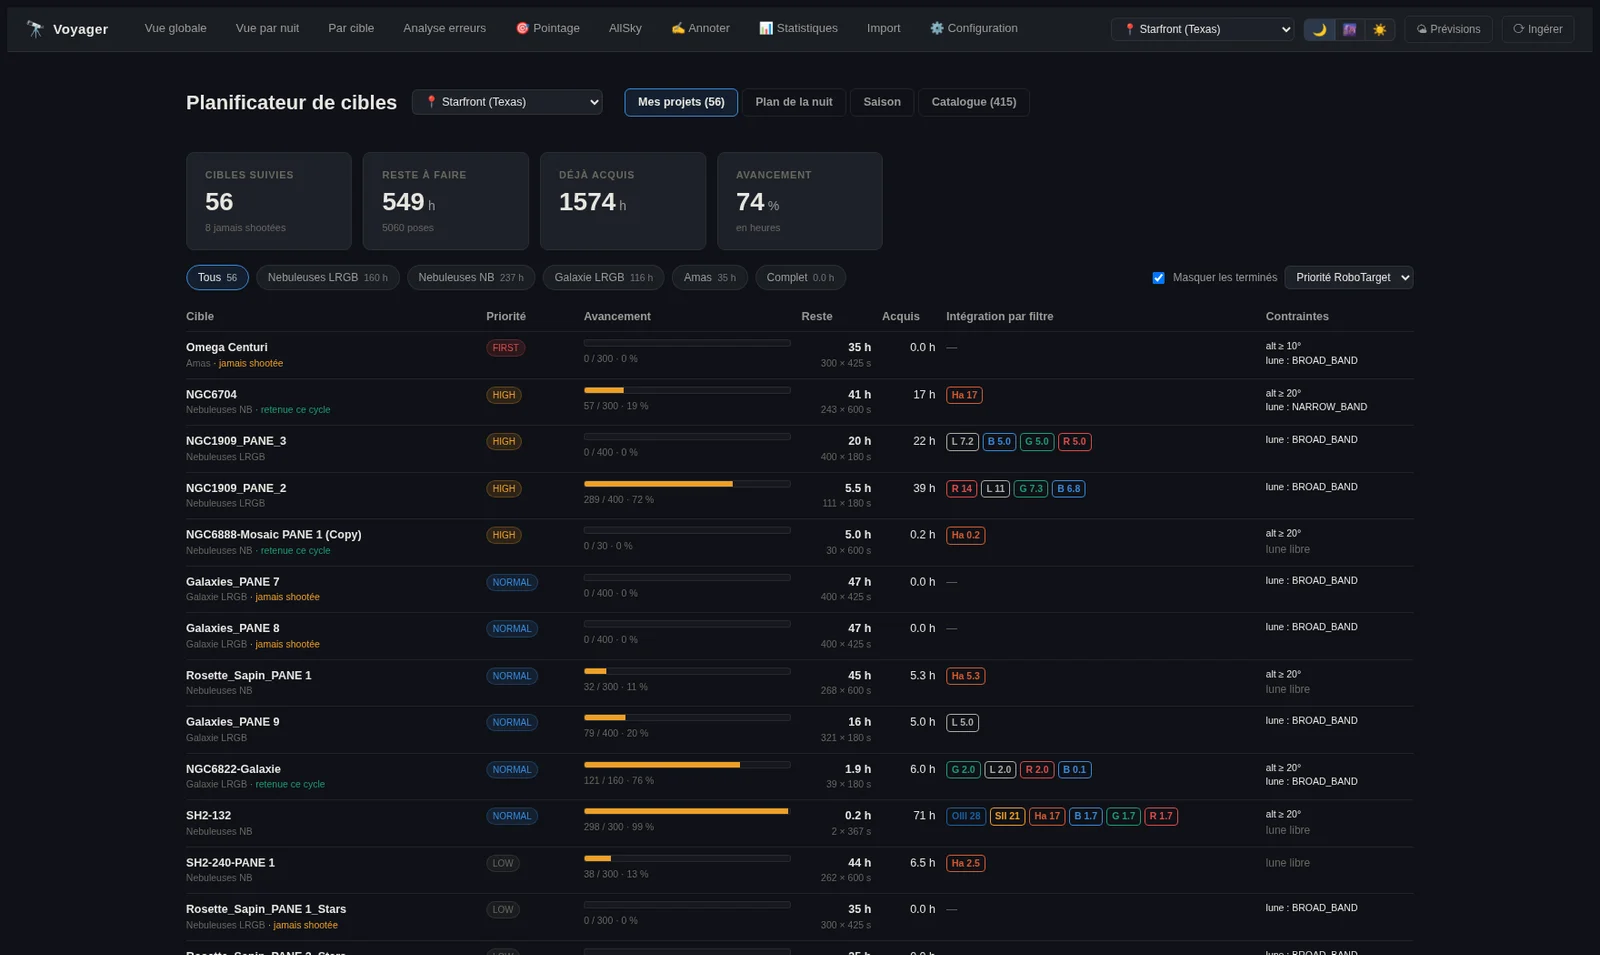 Voyager Vue globale Vue par nuit Par cible Analyse erreurs 🎯 Pointage AllSky ✍️ Annoter 📊 Statistiques Import ⚙️ Configuration 📍 Starfront (Texas) 🌙 🌆 ☀️ 🌤 Prévisions ⟳ Ingérer
Planificateur de cibles 📍 Starfront (Texas) Mes projets (56) Plan de la nuit Saison Catalogue (415)
CIBLES SUIVIES
56
8 jamais shootées
RESTE À FAIRE
549 h
5060 poses
DÉJÀ ACQUIS
1574 h
AVANCEMENT
74 %
en heures
Tous 56 Nebuleuses LRGB 160 h Nebuleuses NB 237 h Galaxie LRGB 116 h Amas 35 h Complet 0.0 h Masquer les terminés Priorité RoboTarget
Cible Priorité Avancement Reste Acquis Intégration par filtre Contraintes
Omega Centuri FIRST 35 h 0.0 h — alt ≥ 10°
Amas · jamais shootée 0 / 300 · 0 % 300 × 425 s lune : BROAD_BAND
NGC6704 HIGH 41 h 17 h Ha 17 alt ≥ 20°
Nebuleuses NB · retenue ce cycle 57 / 300 · 19 % 243 × 600 s lune : NARROW_BAND
NGC1909_PANE_3 HIGH 20 h 22 h L 7.2 B 5.0 G 5.0 R 5.0 lune : BROAD_BAND
Nebuleuses LRGB 0 / 400 · 0 % 400 × 180 s
NGC1909_PANE_2 HIGH 5.5 h 39 h R 14 L 11 G 7.3 B 6.8 lune : BROAD_BAND
Nebuleuses LRGB 289 / 400 · 72 % 111 × 180 s
NGC6888-Mosaic PANE 1 (Copy) HIGH 5.0 h 0.2 h Ha 0.2 alt ≥ 20°
Nebuleuses NB · retenue ce cycle 0 / 30 · 0 % 30 × 600 s lune libre
Galaxies_PANE 7 NORMAL 47 h 0.0 h — lune : BROAD_BAND
Galaxie LRGB · jamais shootée 0 / 400 · 0 % 400 × 425 s
Galaxies_PANE 8 NORMAL 47 h 0.0 h — lune : BROAD_BAND
Galaxie LRGB · jamais shootée 0 / 400 · 0 % 400 × 425 s
Rosette_Sapin_PANE 1 NORMAL 45 h 5.3 h Ha 5.3 alt ≥ 20°
Nebuleuses NB 32 / 300 · 11 % 268 × 600 s lune libre
Galaxies_PANE 9 NORMAL 16 h 5.0 h L 5.0 lune : BROAD_BAND
Galaxie LRGB 79 / 400 · 20 % 321 × 180 s
NGC6822-Galaxie NORMAL 1.9 h 6.0 h G 2.0 L 2.0 R 2.0 B 0.1 alt ≥ 20°
Galaxie LRGB · retenue ce cycle 121 / 160 · 76 % 39 × 180 s lune : BROAD_BAND
SH2-132 NORMAL 0.2 h 71 h OIII 28 SII 21 Ha 17 B 1.7 G 1.7 R 1.7 alt ≥ 20°
Nebuleuses NB 298 / 300 · 99 % 2 × 367 s lune libre
SH2-240-PANE 1 LOW 44 h 6.5 h Ha 2.5 lune libre
Nebuleuses NB 38 / 300 · 13 % 262 × 600 s
Rosette_Sapin_PANE 1_Stars LOW 35 h 0.0 h — lune : BROAD_BAND
Nebuleuses LRGB · jamais shootée 0 / 300 · 0 % 300 × 425 s